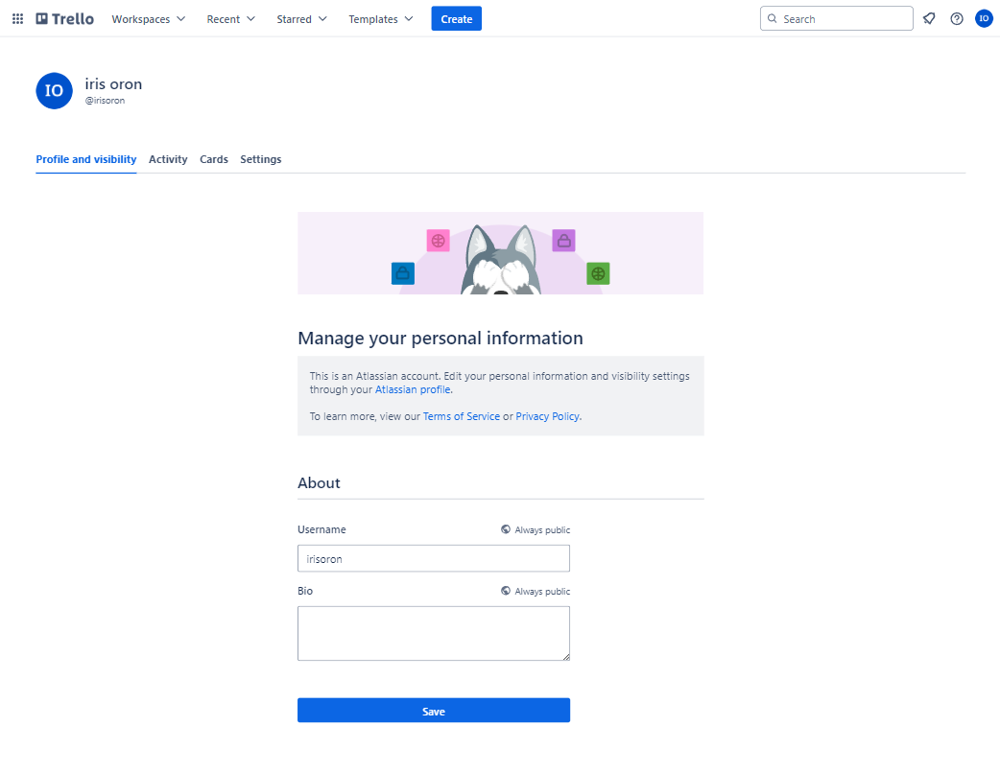 Trello Workspaces Recent Starred Templates Create Search IO
IO iris oron
@irisoron
Profile and visibility Activity Cards Settings
Manage your personal information
This is an Atlassian account. Edit your personal information and visibility settings
through your Atlassian profile.
To learn more, view our Terms of Service or Privacy Policy.
About
Username Always public
irisoron
Bio Always public
Save